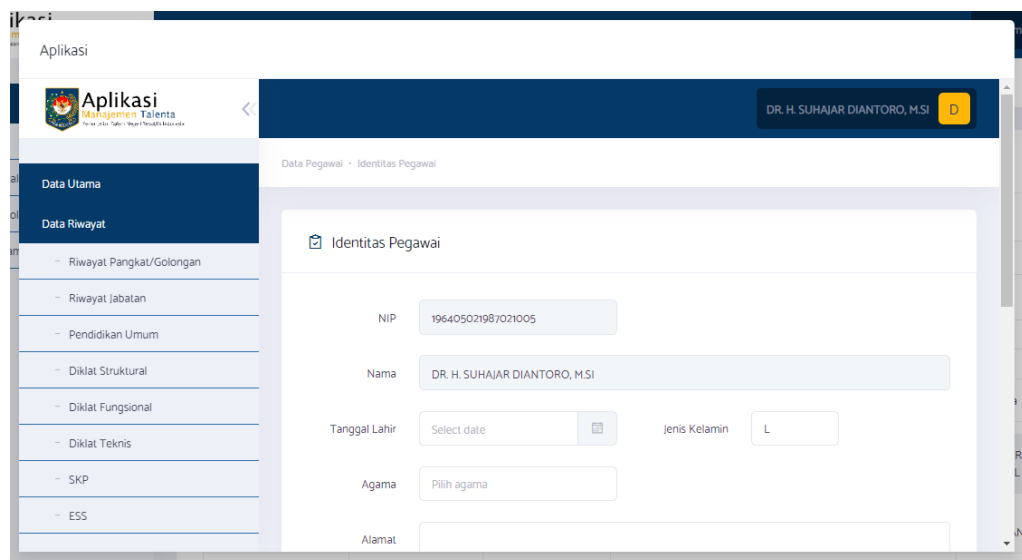 Aplikasi
Aplikasi
Manajemen Talenta
DR. H. SUHAJAR DIANTORO, M.SI D
Data Pegawai • Identitas Pegawai
Data Utama
Data Riwayat
Identitas Pegawai
– Riwayat Pangkat/Golongan
– Riwayat Jabatan
NIP 196405021987021005
– Pendidikan Umum
– Diklat Struktural
Nama DR. H. SUHAJAR DIANTORO, M.SI
– Diklat Fungsional
Tanggal Lahir Select date Jenis Kelamin L
– Diklat Teknis
– SKP
Agama Pilih agama
– ESS
Alamat